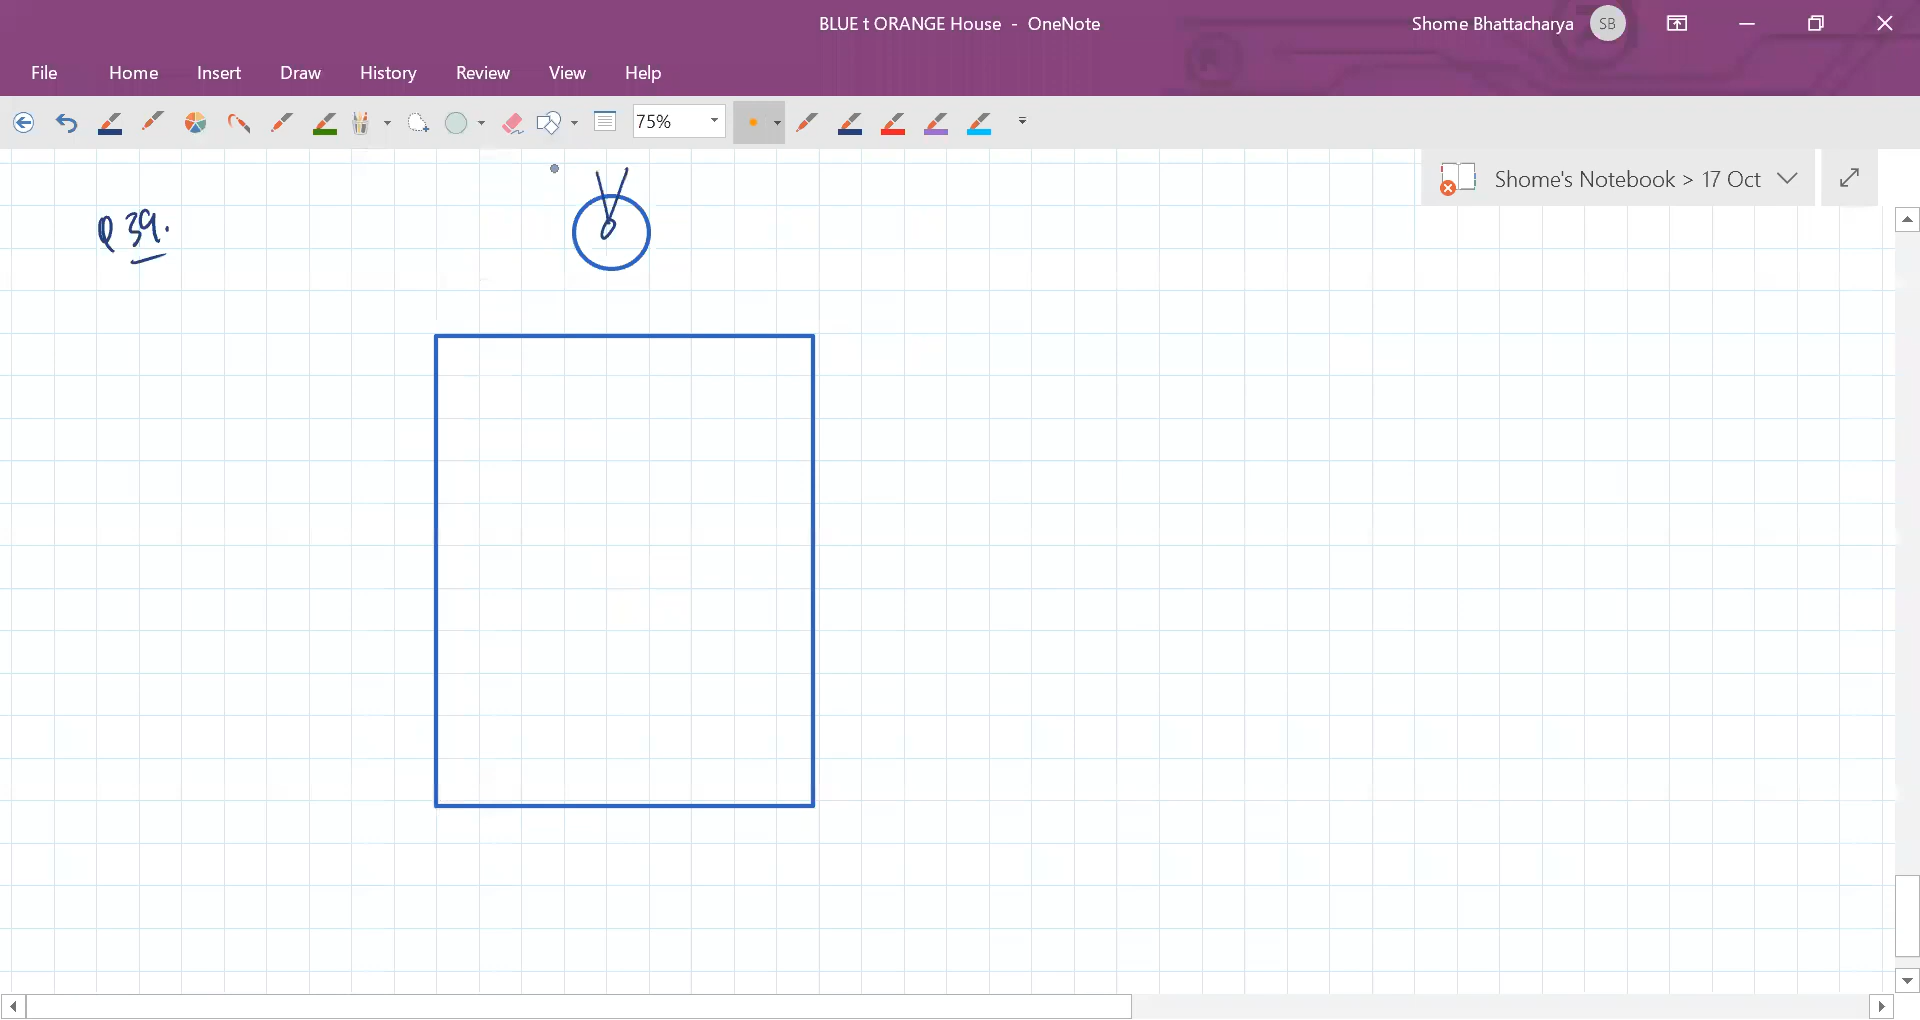 BLUE t ORANGE House - OneNote
Shome Bhattacharya
SB
File
Home
Insert
Draw
History
Review
View
Help
75%
Shome's Notebook > 17 Oct
Q 39.